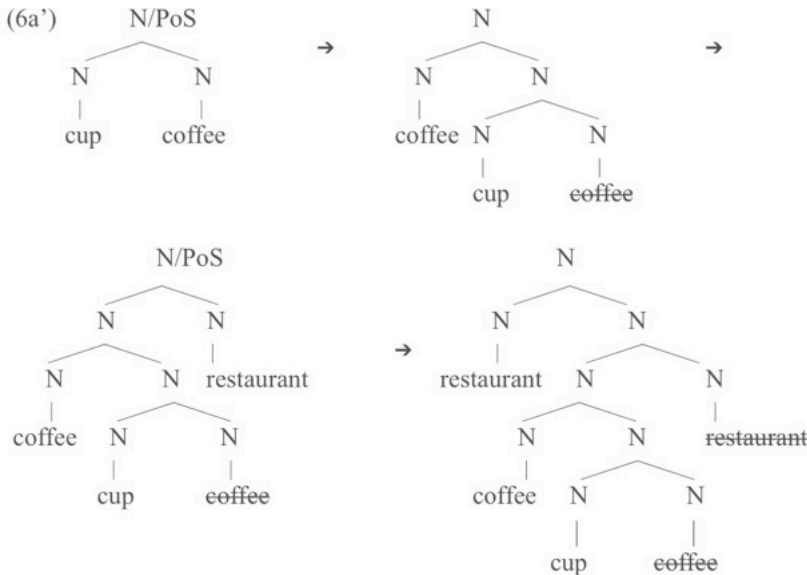 (6a’) N/PoS ➔ N ➔
N N N N
cup coffee coffee N N
cup ~~coffee~~
N/PoS N
N N ➔ N N
N N restaurant restaurant N N
coffee N N N N ~~restaurant~~
cup ~~coffee~~ coffee N N
cup ~~coffee~~